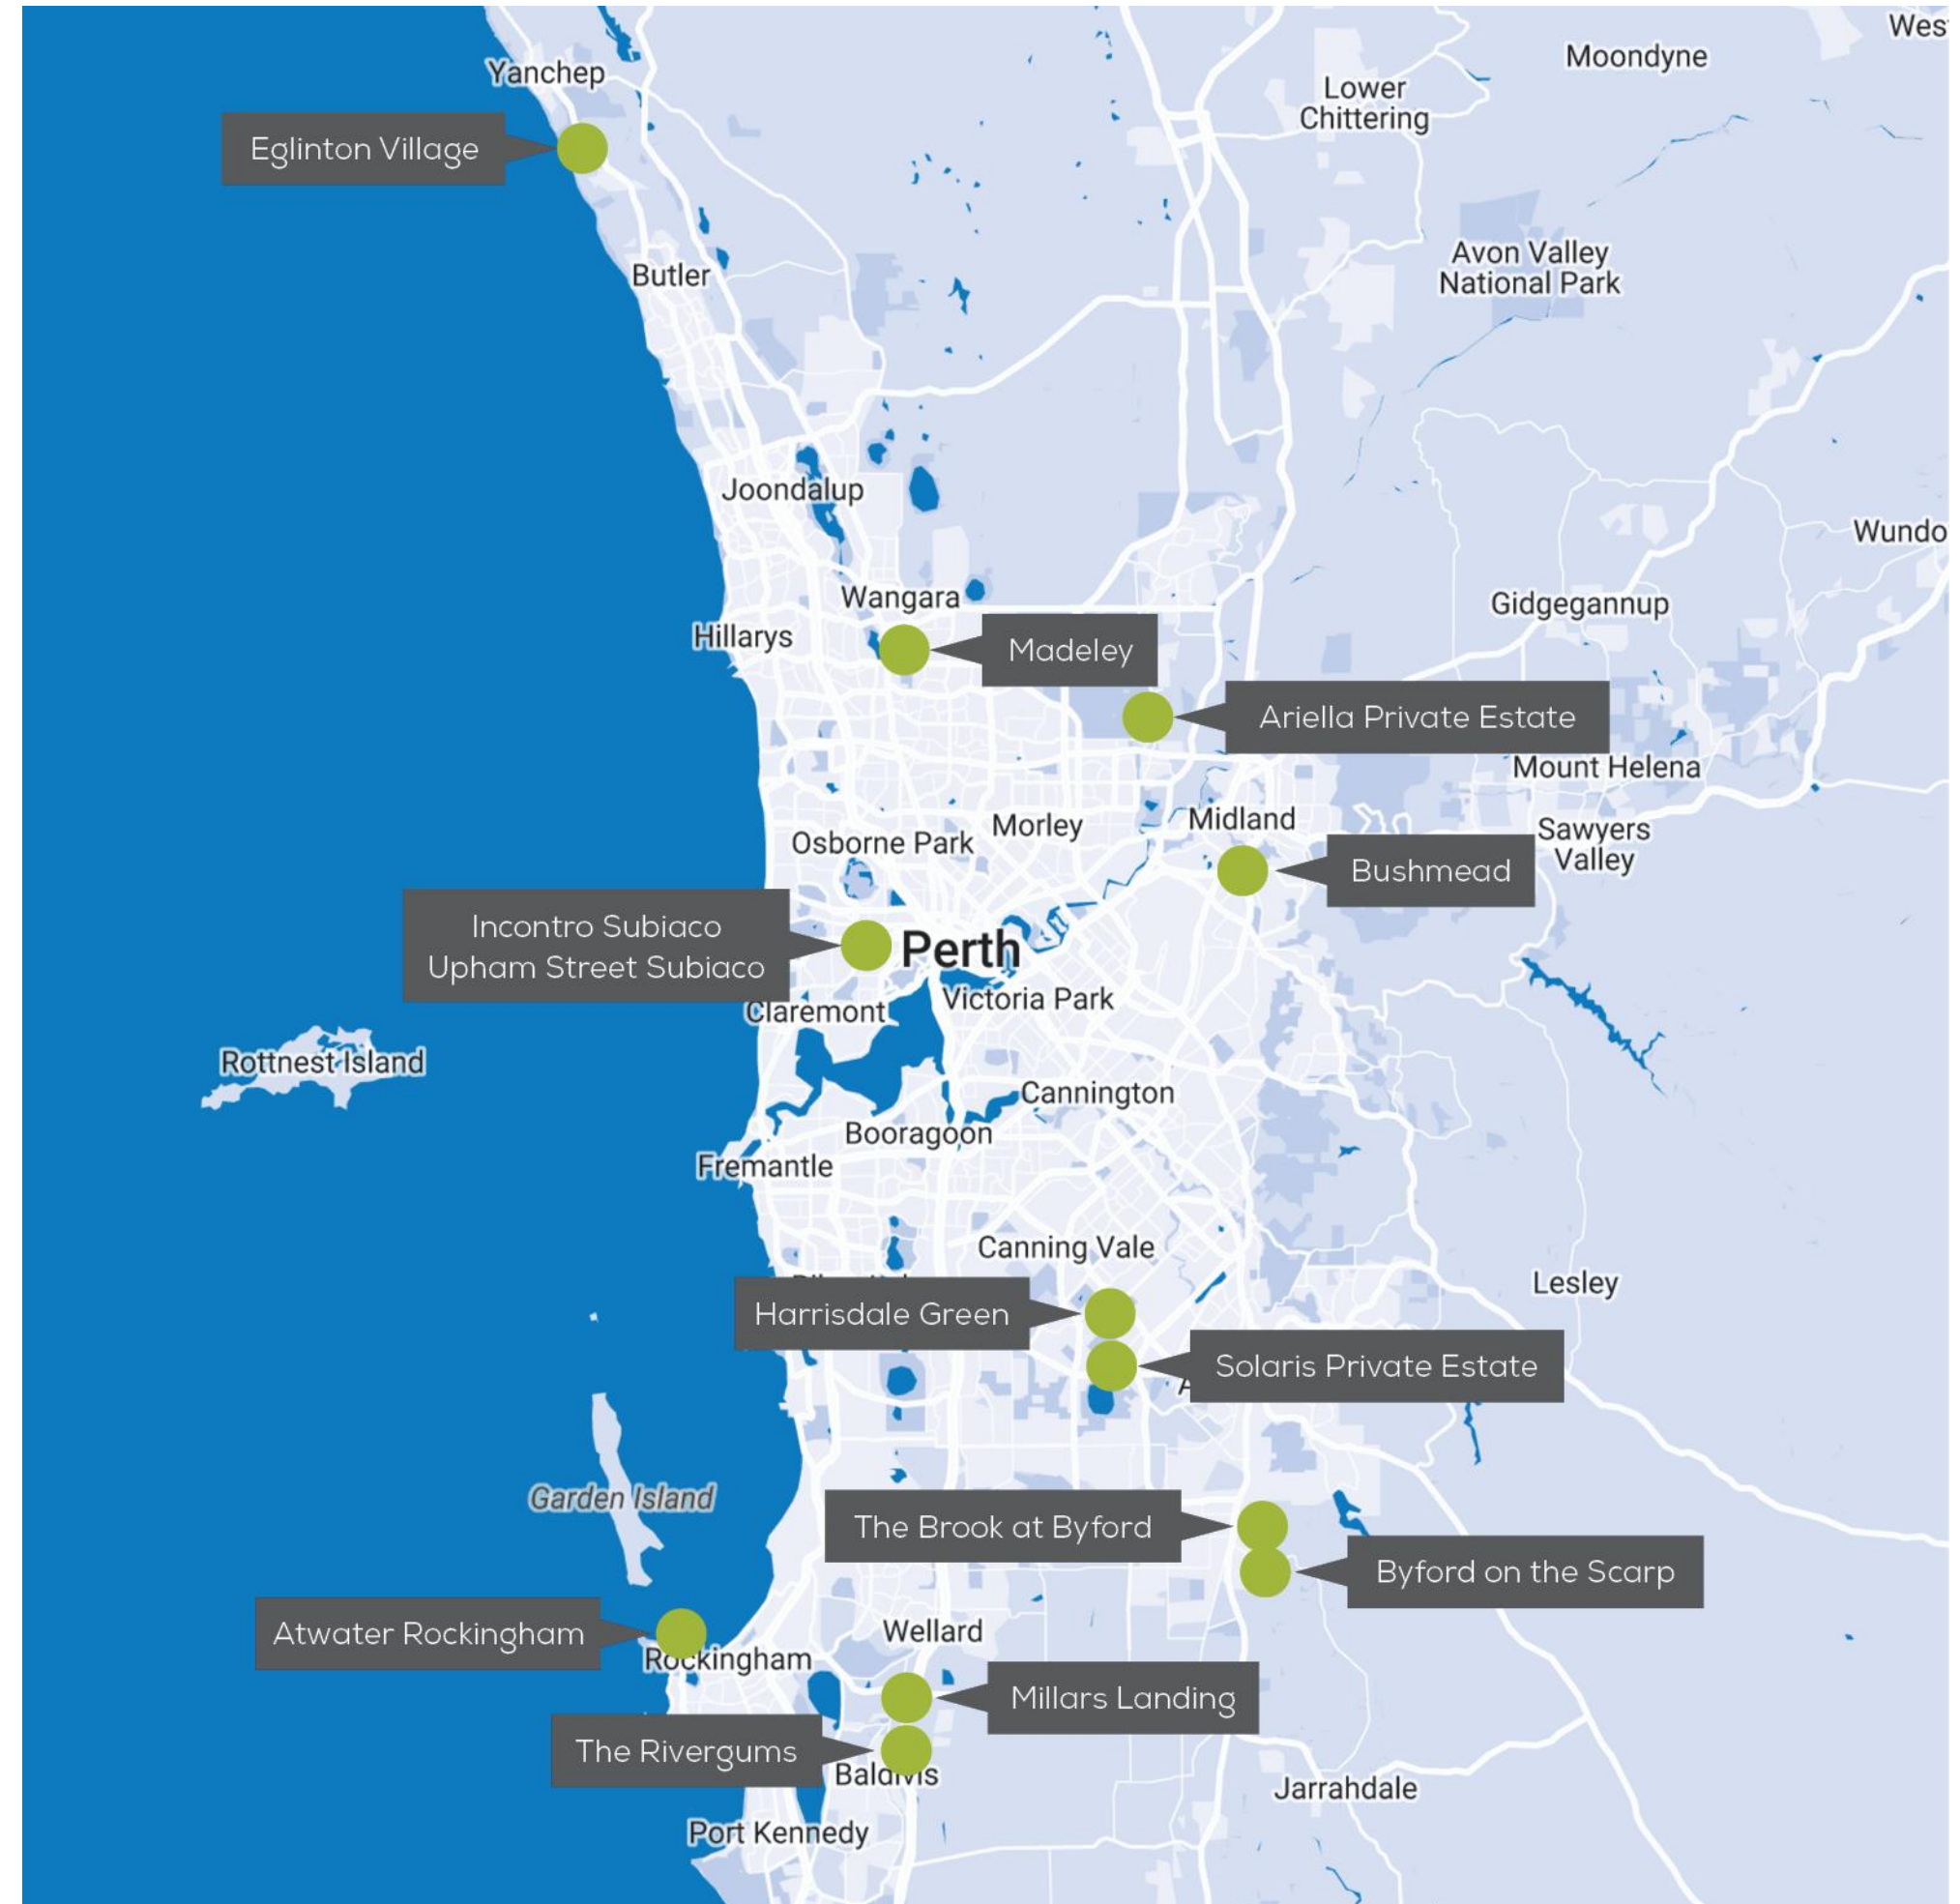 Yanchep
Moondyne
Lower
Chittering
Eglinton Village
Butler
Avon Valley
National Park
Joondalup
Wangara
Hillarys
Gidgegannup
Madeley
Ariella Private Estate
Mount Helena
Midland
Morley
Osborne Park
Sawyers
Valley
Bushmead
Incontro Subiaco
Upham Street Subiaco
Perth
Victoria Park
Claremont
Rottnest Island
Cannington
Booragoon
Fremantle
Canning Vale
Lesley
Harrisdale Green
Solaris Private Estate
Garden Island
The Brook at Byford
Byford on the Scarp
Atwater Rockingham
Wellard
Rockingham
Millars Landing
The Rivergums
Baldivis
Jarrahdale
Port Kennedy